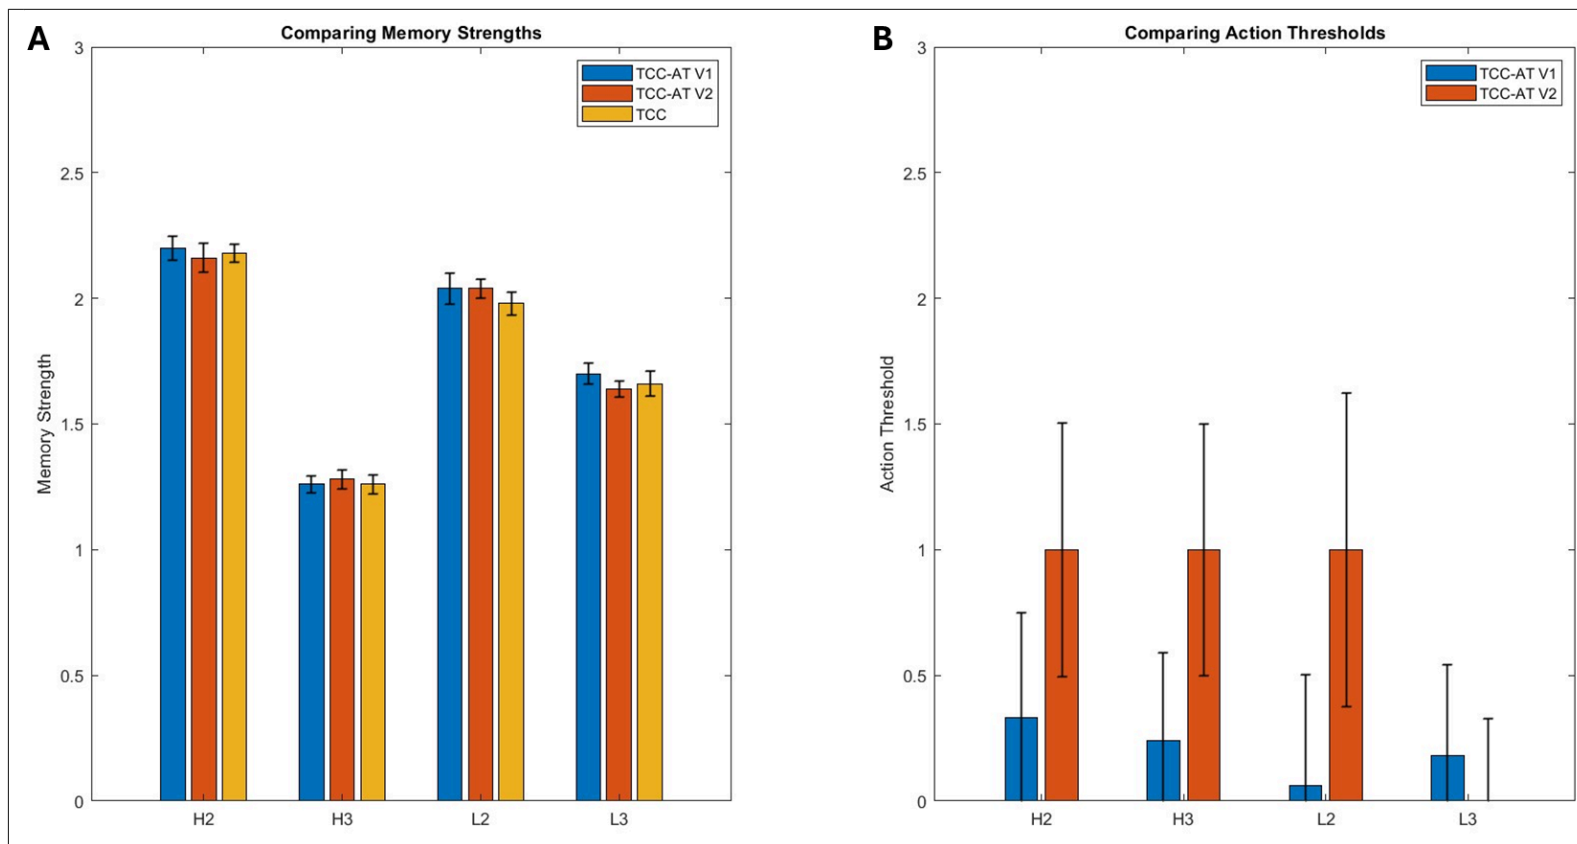 A
Comparing Memory Strengths
3
2.5
2
1.5
1
0.5
0
Memory Strength
TCC-AT V1
TCC-AT V2
TCC
H2
H3
L2
L3
B
Comparing Action Thresholds
3
2.5
2
1.5
1
0.5
0
Action Threshold
TCC-AT V1
TCC-AT V2
H2
H3
L2
L3